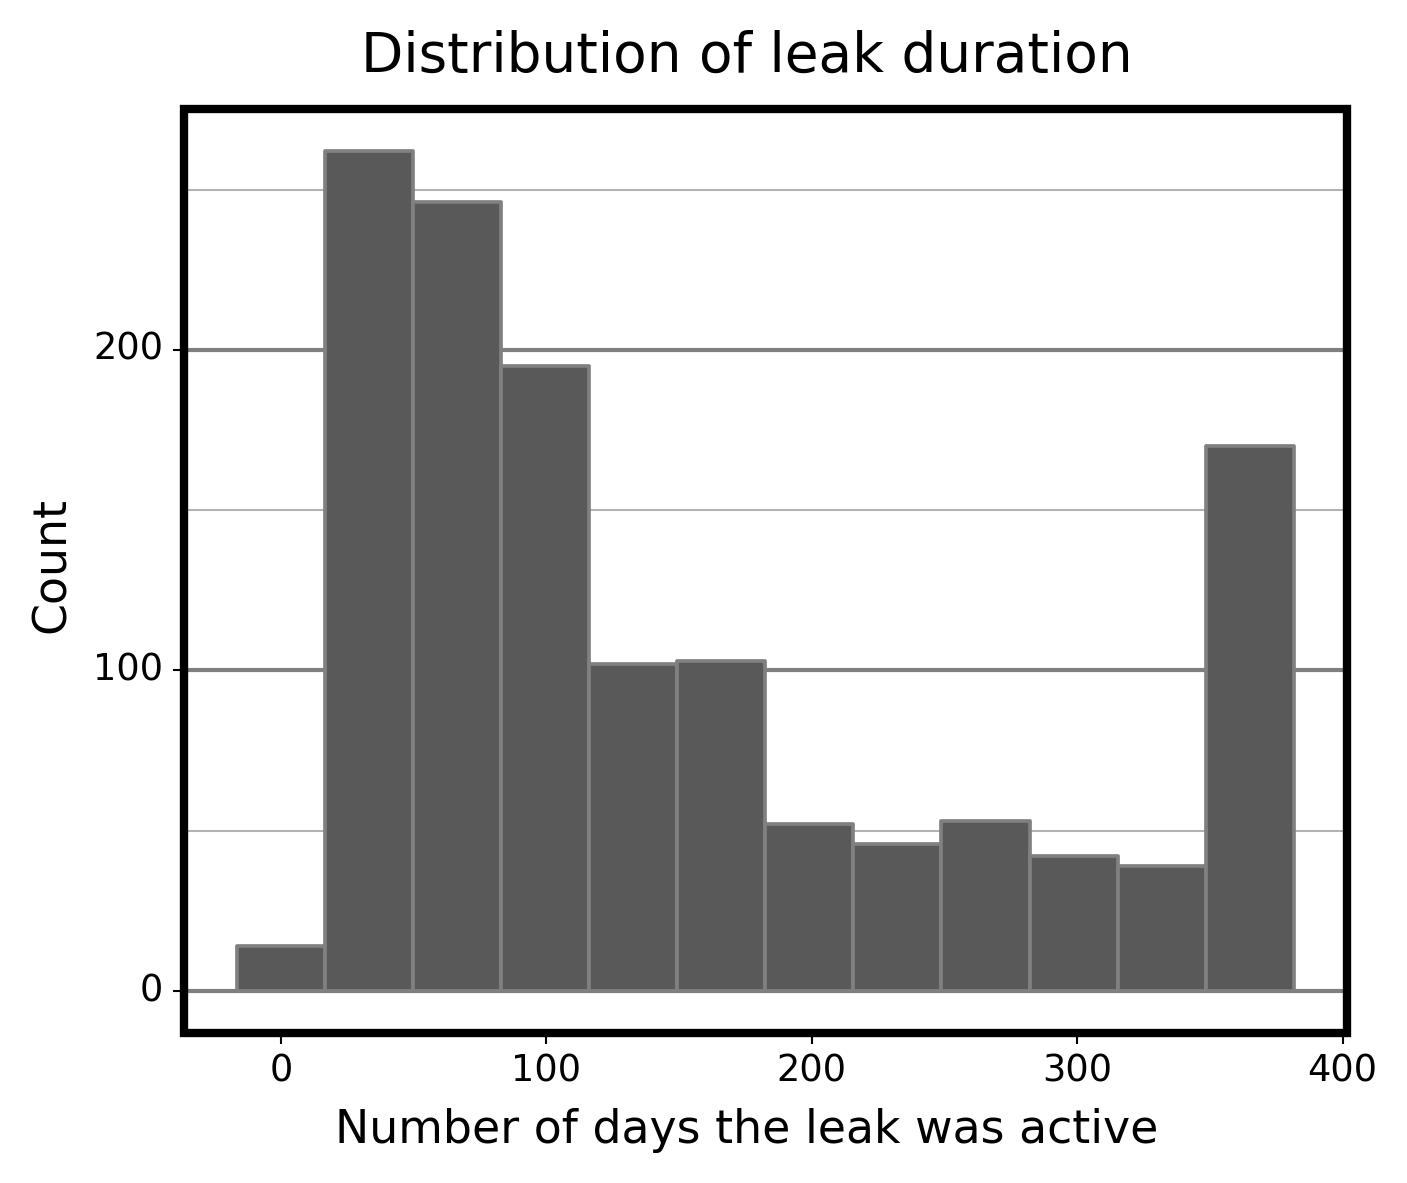 Distribution of leak duration
Count
200
100
0
0 100 200 300 400
Number of days the leak was active